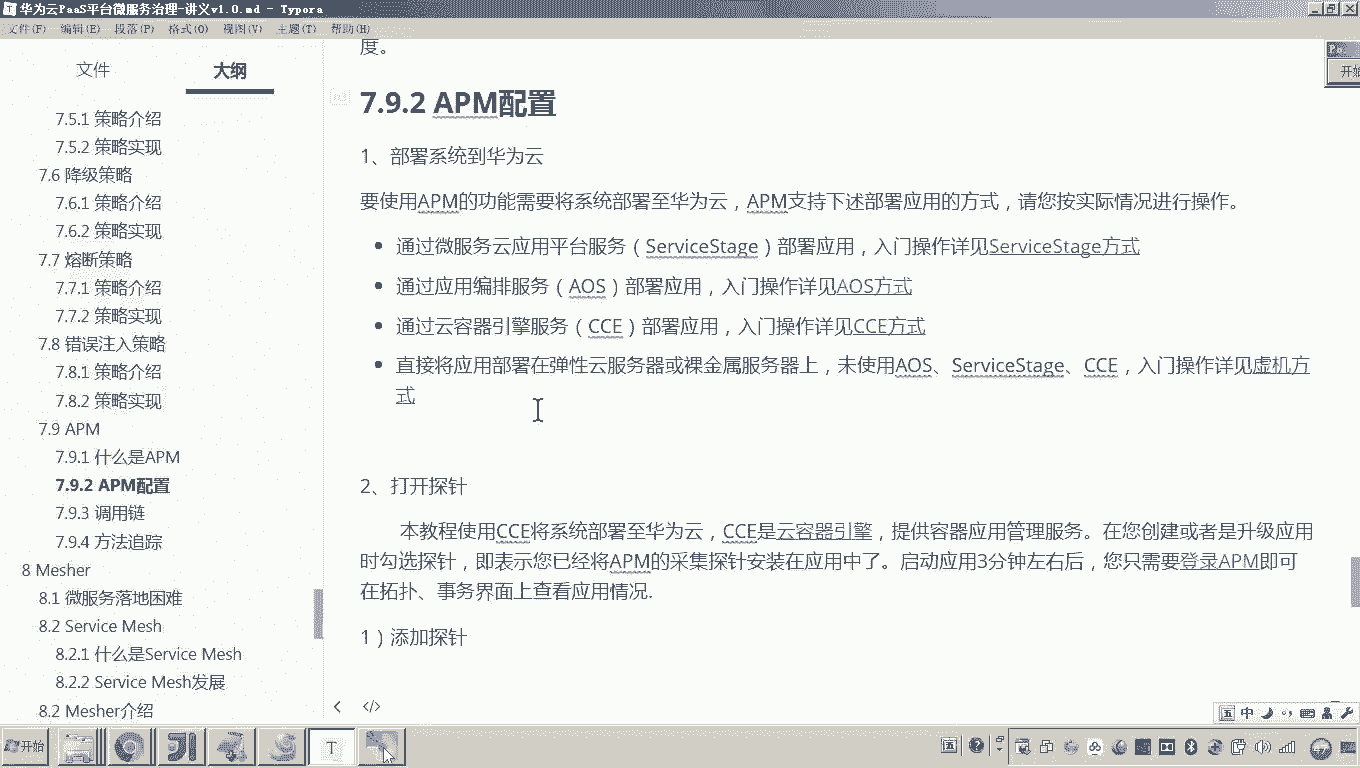 华为云PaaS平台微服务治理-讲义v1.0.md - Typora
文件(F) 编辑(E) 段落(P) 格式(O) 视图(V) 主题(T) 帮助(H)
文件 大纲
7.5.1 策略介绍
7.5.2 策略实现
7.6 降级策略
7.6.1 策略介绍
7.6.2 策略实现
7.7 熔断策略
7.7.1 策略介绍
7.7.2 策略实现
7.8 错误注入策略
7.8.1 策略介绍
7.8.2 策略实现
7.9 APM
7.9.1 什么是APM
7.9.2 APM配置
7.9.3 调用链
7.9.4 方法追踪
8 Mesher
8.1 微服务落地困难
8.2 Service Mesh
8.2.1 什么是Service Mesh
8.2.2 Service Mesh发展
8.2 Mesher介绍
度。
7.9.2 APM配置
1、部署系统到华为云
要使用APM的功能需要将系统部署至华为云，APM支持下述部署应用的方式，请您按实际情况进行操作。
通过微服务云应用平台服务（ServiceStage）部署应用，入门操作详见ServiceStage方式
通过应用编排服务（AOS）部署应用，入门操作详见AOS方式
通过云容器引擎服务（CCE）部署应用，入门操作详见CCE方式
直接将应用部署在弹性云服务器或裸金属服务器上，未使用AOS、ServiceStage、CCE，入门操作详见虚机方
式
2、打开探针
本教程使用CCE将系统部署至华为云，CCE是云容器引擎，提供容器应用管理服务。在您创建或者是升级应用
时勾选探针，即表示您已经将APM的采集探针安装在应用中了。启动应用3分钟左右后，您只需要登录APM即可
在拓扑、事务界面上查看应用情况.
1）添加探针
开始
五 中
开始
T
五